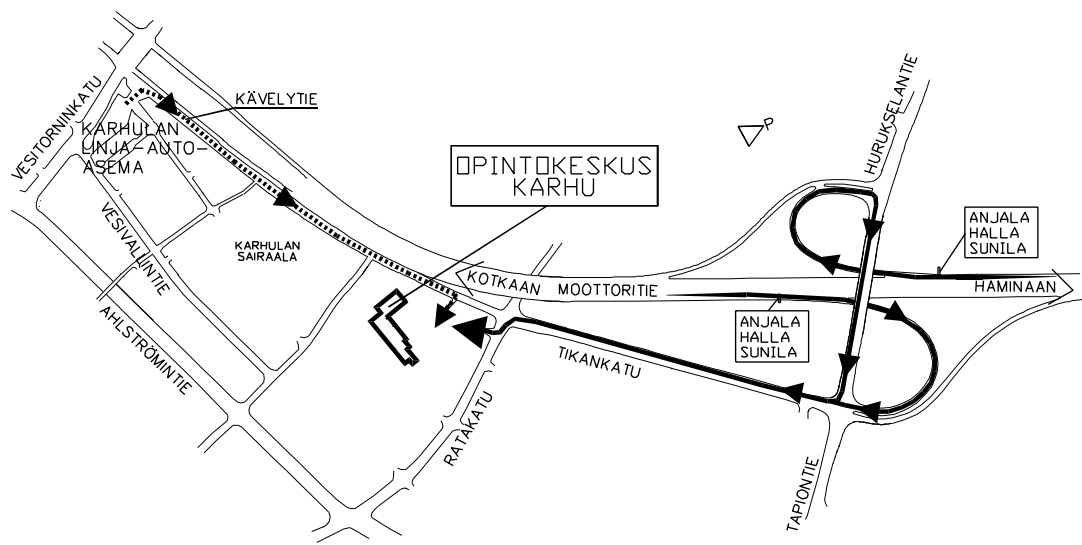 KÄVELYTIE
VESITORNINKATU
KARHULAN
LINJA-AUTO-
ASEMA
VESIVALLINTIE
KARHULAN
SAIRAALA
AHLSTRÖMINTIE
OPINTOKESKUS
KARHU
P
HURUKSELANTIE
ANJALA
HALLA
SUNILA
KOTKAAN MOOTTORITIE
HAMINAAN
ANJALA
HALLA
SUNILA
TIKANKATU
RATAKATU
TAPIONTIE